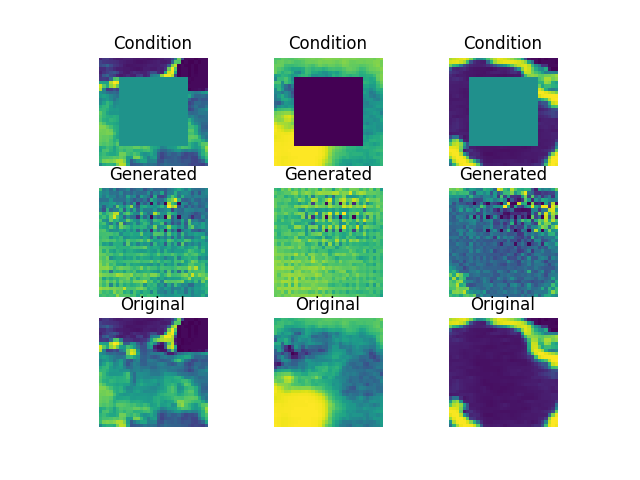 Condition Condition Condition
Generated Generated Generated
Original Original Original